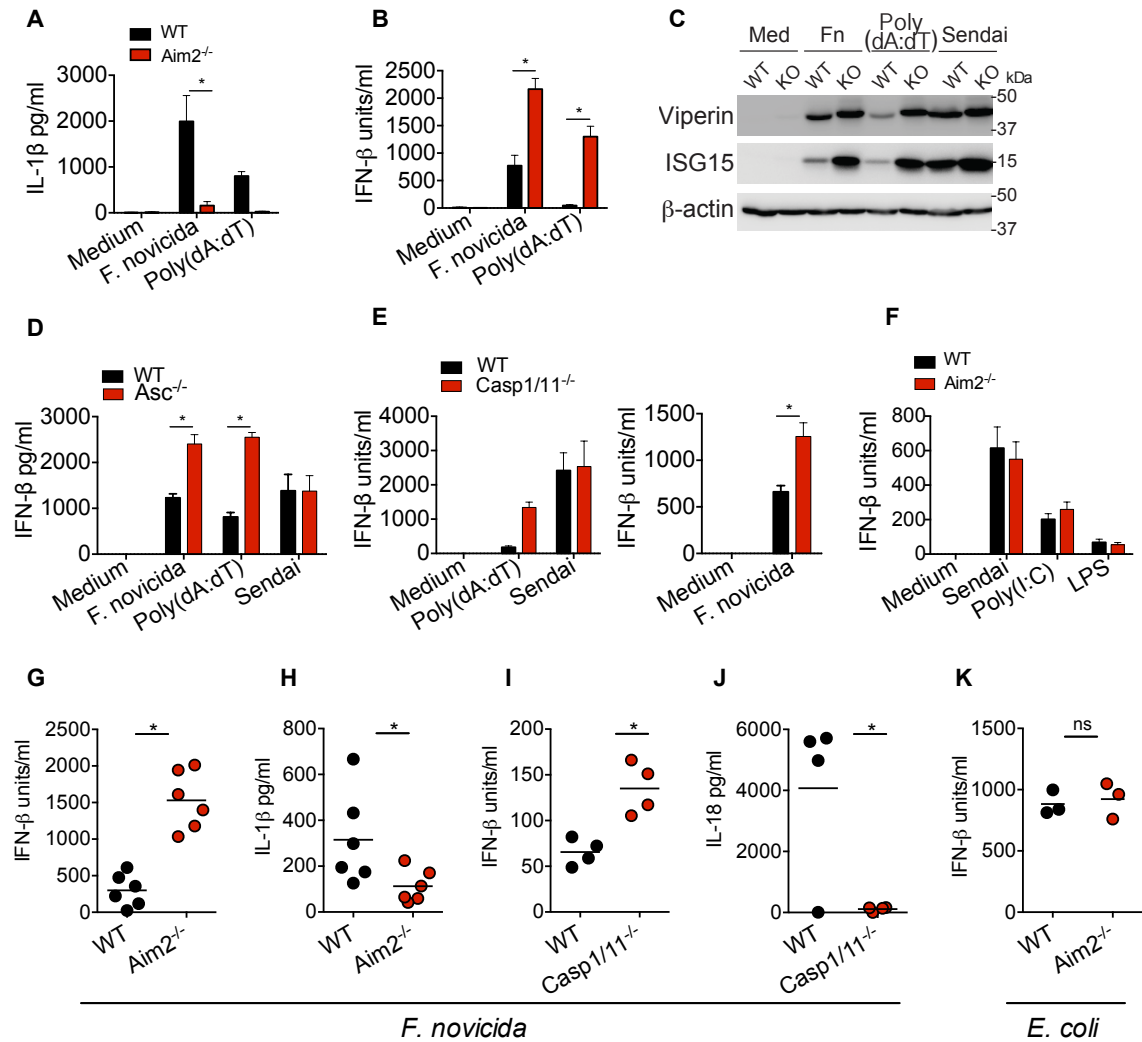 A
WT
Aim2-/-
IL-1β pg/ml
3000
2000
1000
0
*
Medium
F. novicida
Poly(dA:dT)
B
IFN-β units/ml
2500
2000
1500
1000
500
0
*
*
Medium
F. novicida
Poly(dA:dT)
C
Med
Fn
Poly
(dA:dT)
Sendai
WT KO WT KO WT KO WT KO
kDa
Viperin
-50
-37
ISG15
-15
β-actin
-50
-37
D
WT
Asc-/-
IFN-β pg/ml
3000
2000
1000
0
*
*
Medium
F. novicida
Poly(dA:dT)
Sendai
E
WT
Casp1/11-/-
IFN-β units/ml
4000
3000
2000
1000
0
Medium
Poly(dA:dT)
Sendai
IFN-β units/ml
1500
1000
500
0
*
Medium
F. novicida
F
WT
Aim2-/-
IFN-β units/ml
800
600
400
200
0
Medium
Sendai
Poly(I:C)
LPS
G
IFN-β units/ml
2500
2000
1500
1000
500
0
*
WT
Aim2-/-
H
IL-1β pg/ml
800
600
400
200
0
*
WT
Aim2-/-
I
IFN-β units/ml
200
150
100
50
0
*
WT
Casp1/11-/-
J
IL-18 pg/ml
6000
4000
2000
0
*
WT
Casp1/11-/-
K
IFN-β units/ml
1500
1000
500
0
ns
WT
Aim2-/-
F. novicida
E. coli